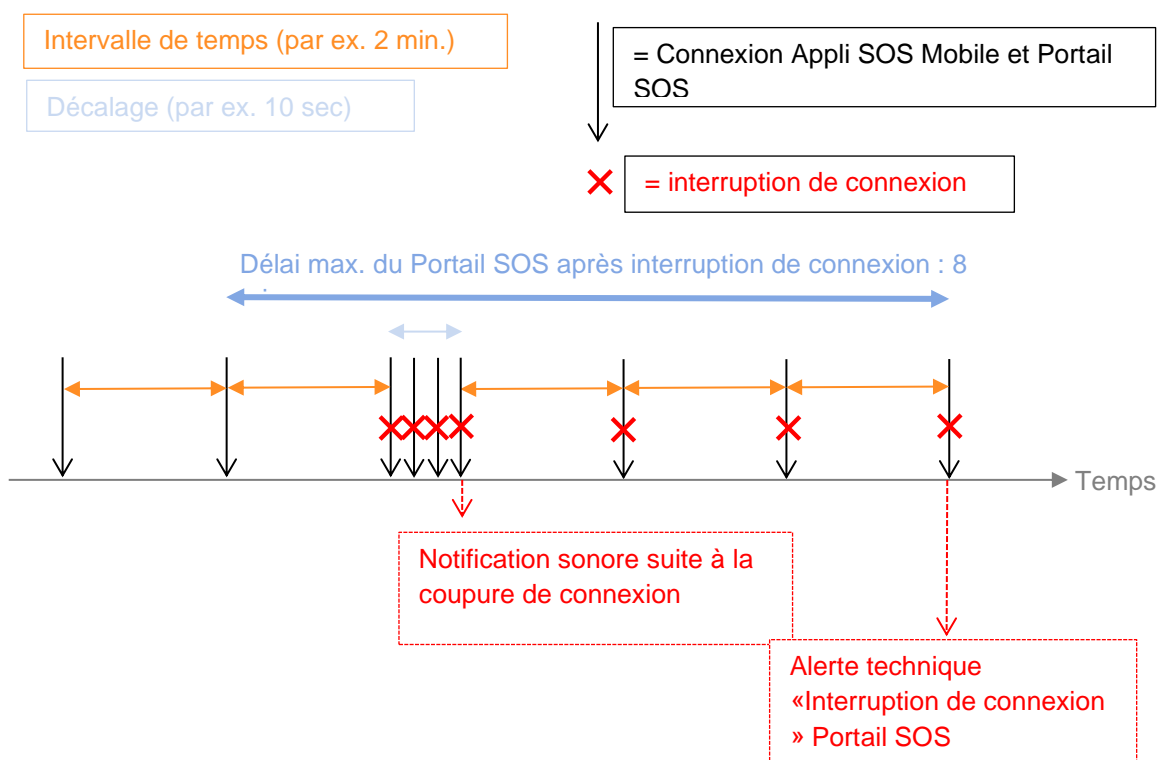 Intervalle de temps (par ex. 2 min.)
Décalage (par ex. 10 sec)
= Connexion Appli SOS Mobile et Portail
SOS
= interruption de connexion
Délai max. du Portail SOS après interruption de connexion : 8
Temps
Notification sonore suite à la
coupure de connexion
Alerte technique
«Interruption de connexion
» Portail SOS